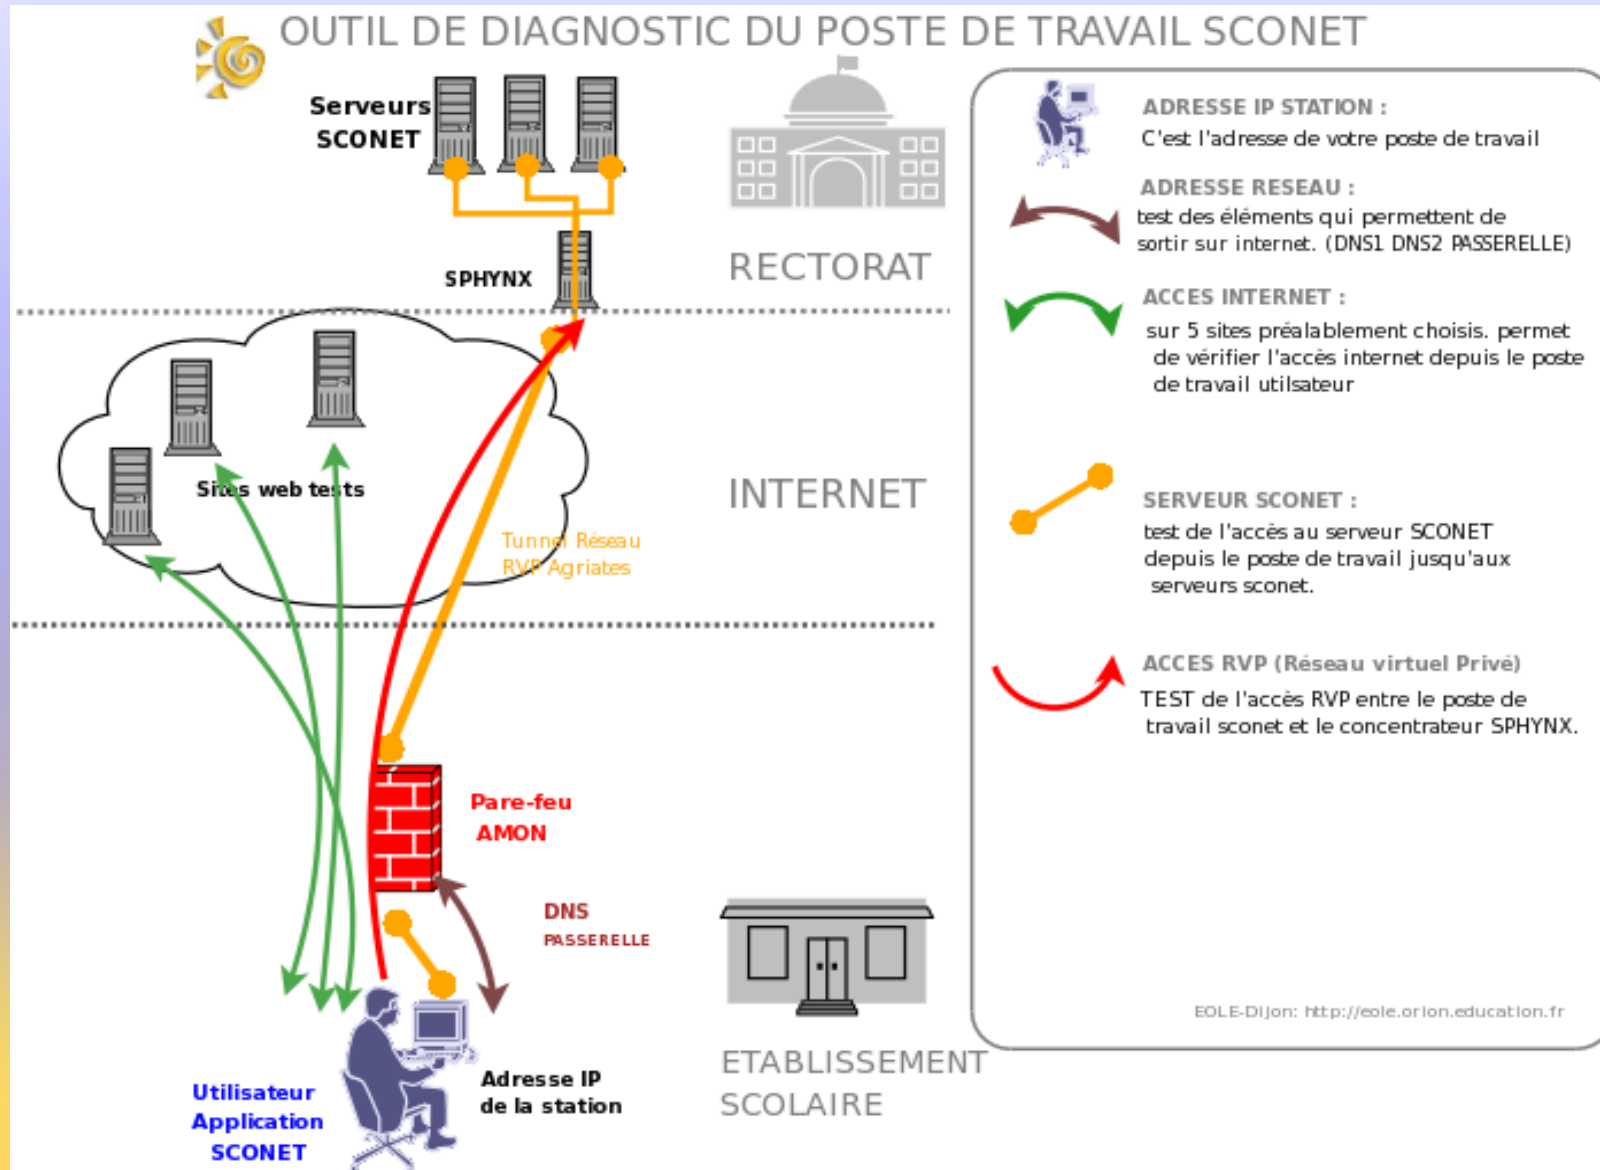 OUTIL DE DIAGNOSTIC DU POSTE DE TRAVAIL SCONET
Serveurs
SCONET
SPHYNX
RECTORAT
Sites web tests
INTERNET
Tunnel Réseau
RVP Agriates
Pare-feu
AMON
DNS
PASSERELLE
Adresse IP
de la station
Utilisateur
Application
SCONET
ETABLISSEMENT
SCOLAIRE
ADRESSE IP STATION :
C'est l'adresse de votre poste de travail
ADRESSE RESEAU :
test des éléments qui permettent de
sortir sur internet. (DNS1 DNS2 PASSERELLE)
ACCES INTERNET :
sur 5 sites préalablement choisis. permet
de vérifier l'accès internet depuis le poste
de travail utilsateur
SERVEUR SCONET :
test de l'accès au serveur SCONET
depuis le poste de travail jusqu'aux
serveurs sconet.
ACCES RVP (Réseau virtuel Privé)
TEST de l'accès RVP entre le poste de
travail sconet et le concentrateur SPHYNX.
EOLE-Dijon: http://eole.orion.education.fr